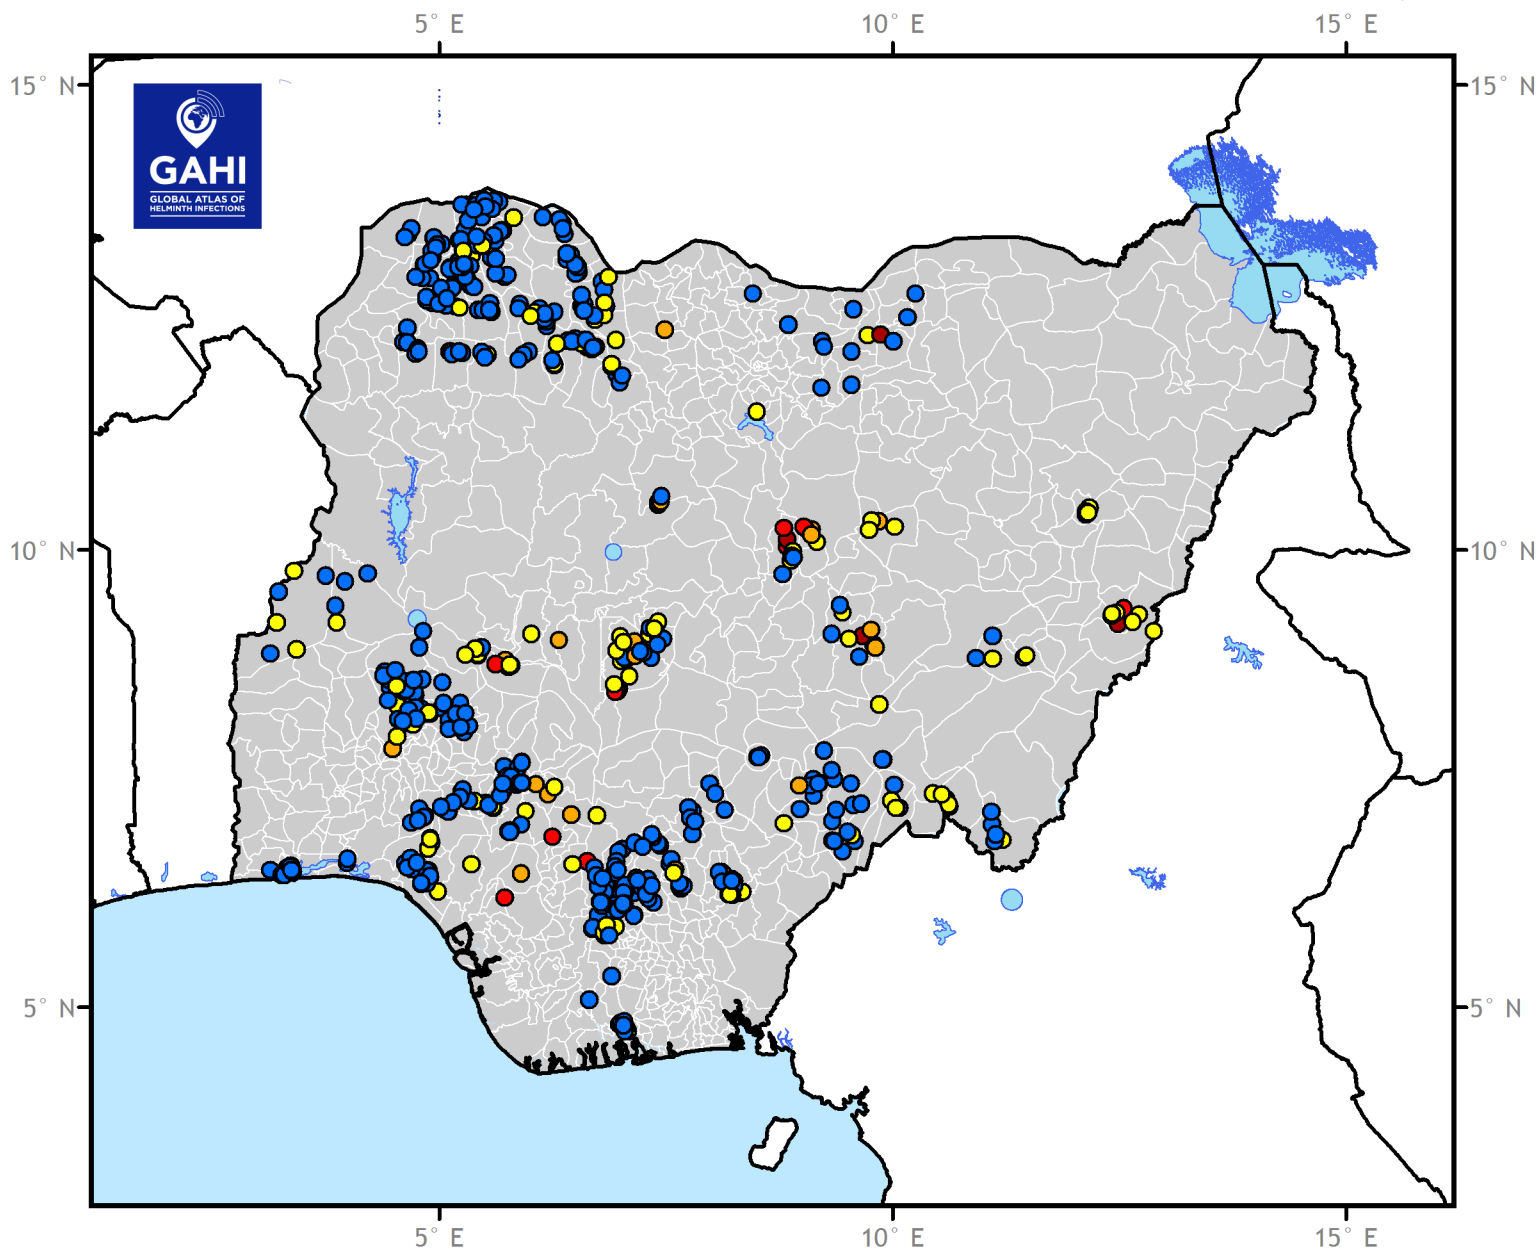 5° E 10° E 15° E
15° N 15° N
GAHI
GLOBAL ATLAS OF
HELMINTH INFECTIONS
10° N 10° N
5° N 5° N
5° E 10° E 15° E